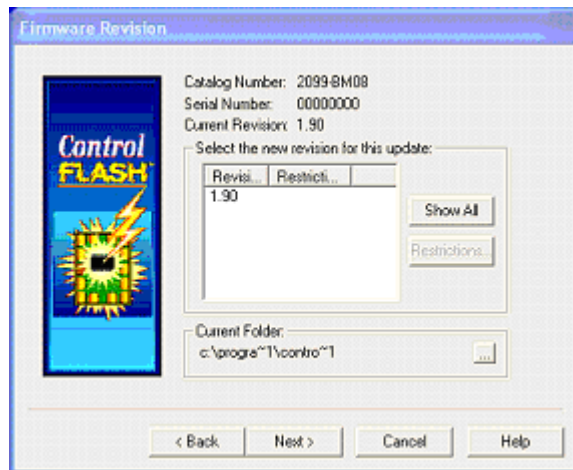 Firmware Revision
Catalog Number: 2099-BM08
Serial Number: 00000000
Current Revision: 1.90
Control
FLASH
Select the new revision for this update:
Revisi... Restricti...
1.90
Show All
Restrictions...
Current Folder:
c:\progra~1\contro~1
...
< Back Next > Cancel Help